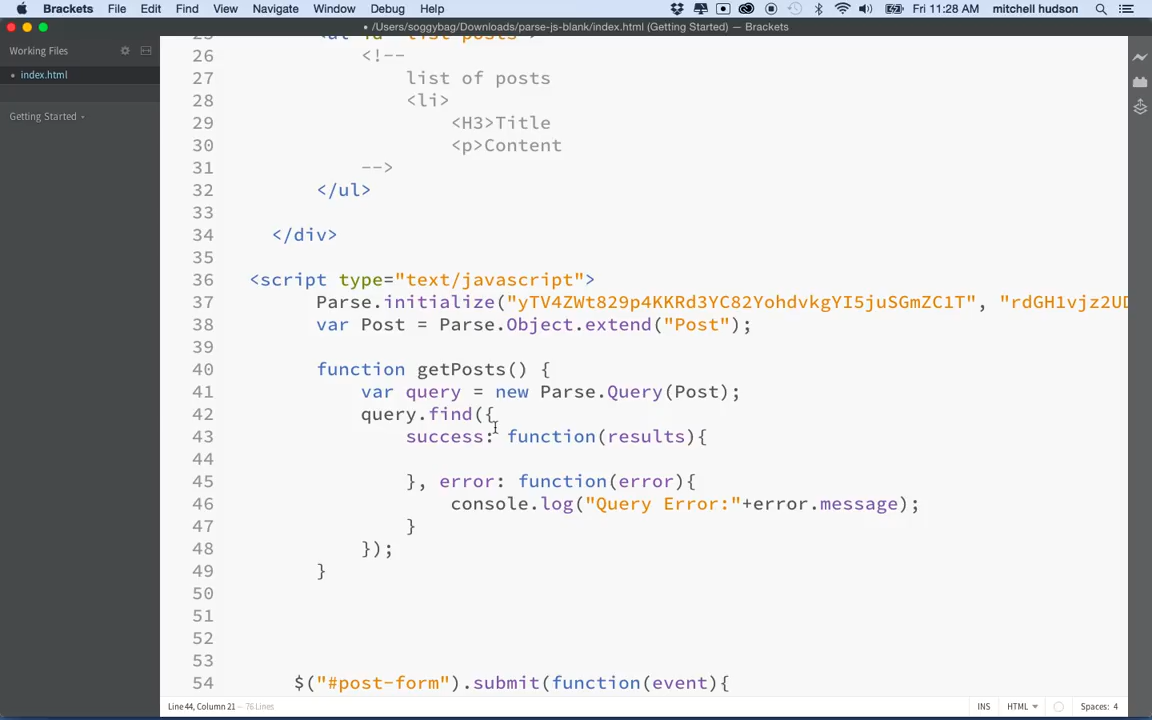 Brackets File Edit Find View Navigate Window Debug Help Fri 11:28 AM mitchell hudson
• /Users/soggybag/Downloads/parse-js-blank/index.html (Getting Started) — Brackets
Working Files
• index.html
Getting Started
25 <ul id="list-posts">
26 <!--
27 list of posts
28 <li>
29 <H3>Title
30 <p>Content
31 -->
32 </ul>
33
34 </div>
35
36 <script type="text/javascript">
37 Parse.initialize("yTV4ZWt829p4KKRd3YC82YohdvkgYI5juSGmZC1T", "rdGH1vjz2UD
38 var Post = Parse.Object.extend("Post");
39
40 function getPosts() {
41 var query = new Parse.Query(Post);
42 query.find({
43 success: function(results){
44
45 }, error: function(error){
46 console.log("Query Error:"+error.message);
47 }
48 });
49 }
50
51
52
53
54 $("#post-form").submit(function(event){
Line 44, Column 21 — 76 Lines INS HTML Spaces: 4